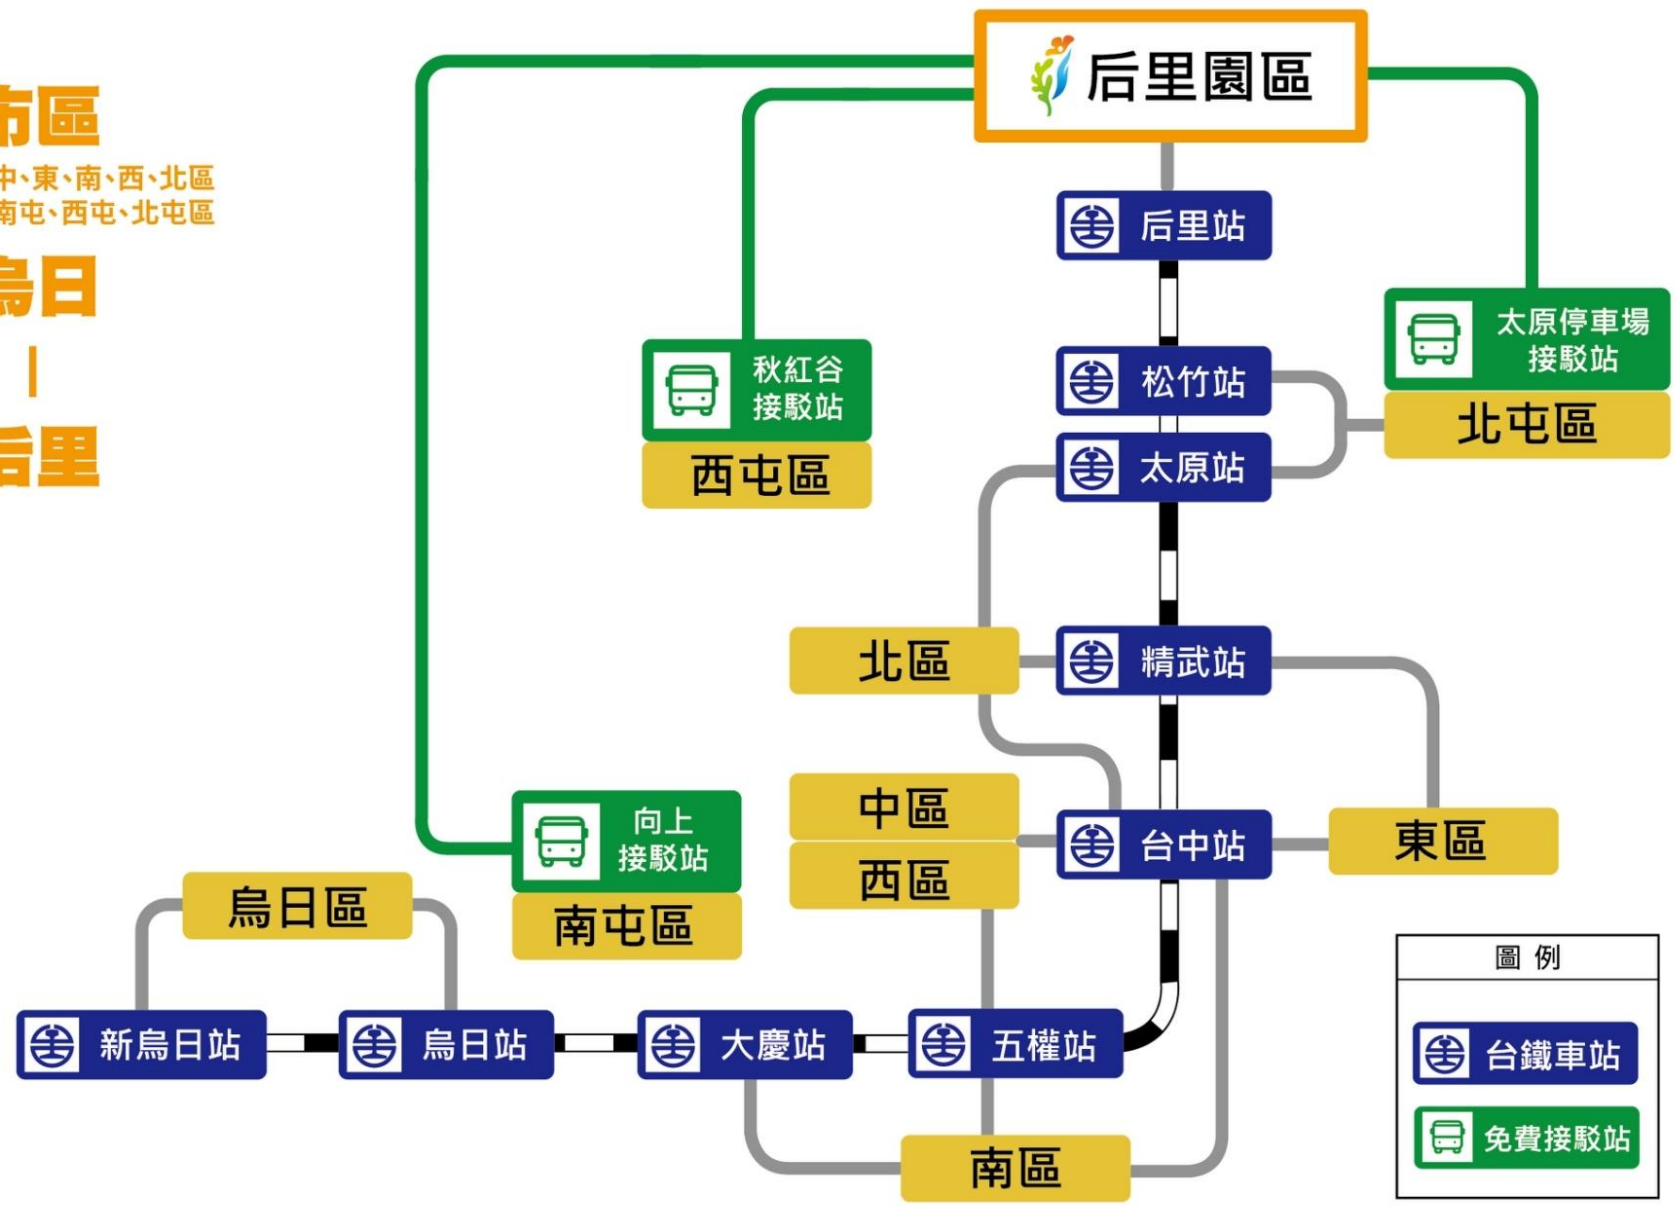 市區
中、東、南、西、北區
南屯、西屯、北屯區
烏日
|
后里
后里園區
后里站
松竹站
太原停車場
接駁站
北屯區
秋紅谷
接駁站
西屯區
太原站
北區
精武站
中區
西區
台中站
東區
向上
接駁站
南屯區
烏日區
新烏日站
烏日站
大慶站
五權站
南區
圖例
台鐵車站
免費接駁站